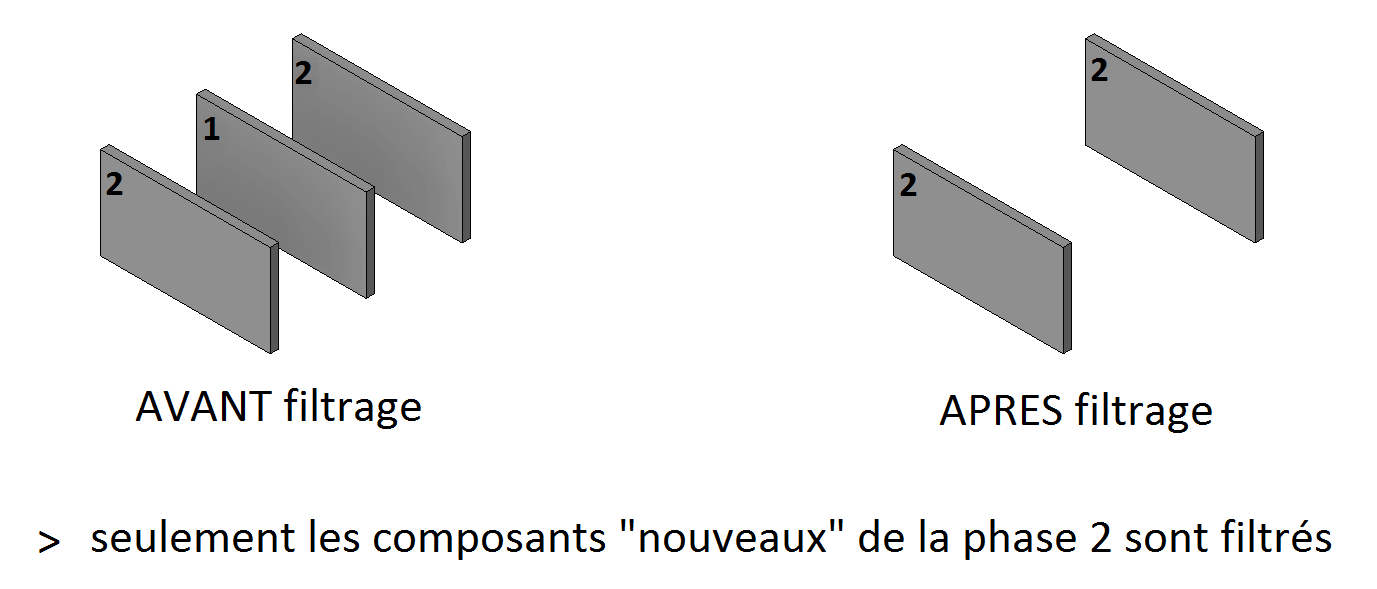 2
1
2
2
2
AVANT filtrage
APRES filtrage
> seulement les composants "nouveaux" de la phase 2 sont filtrés